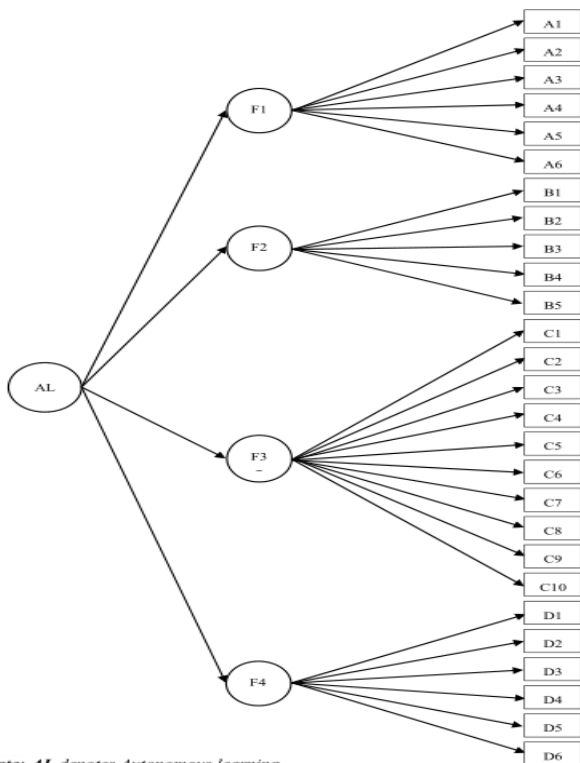 A1
A2
A3
F1
A4
A5
A6
B1
B2
F2
B3
B4
B5
C1
C2
C3
AL
C4
C5
F3
C6
C7
C8
C9
C10
D1
D2
D3
F4
D4
D5
AL denotes Autonomous learning
D6